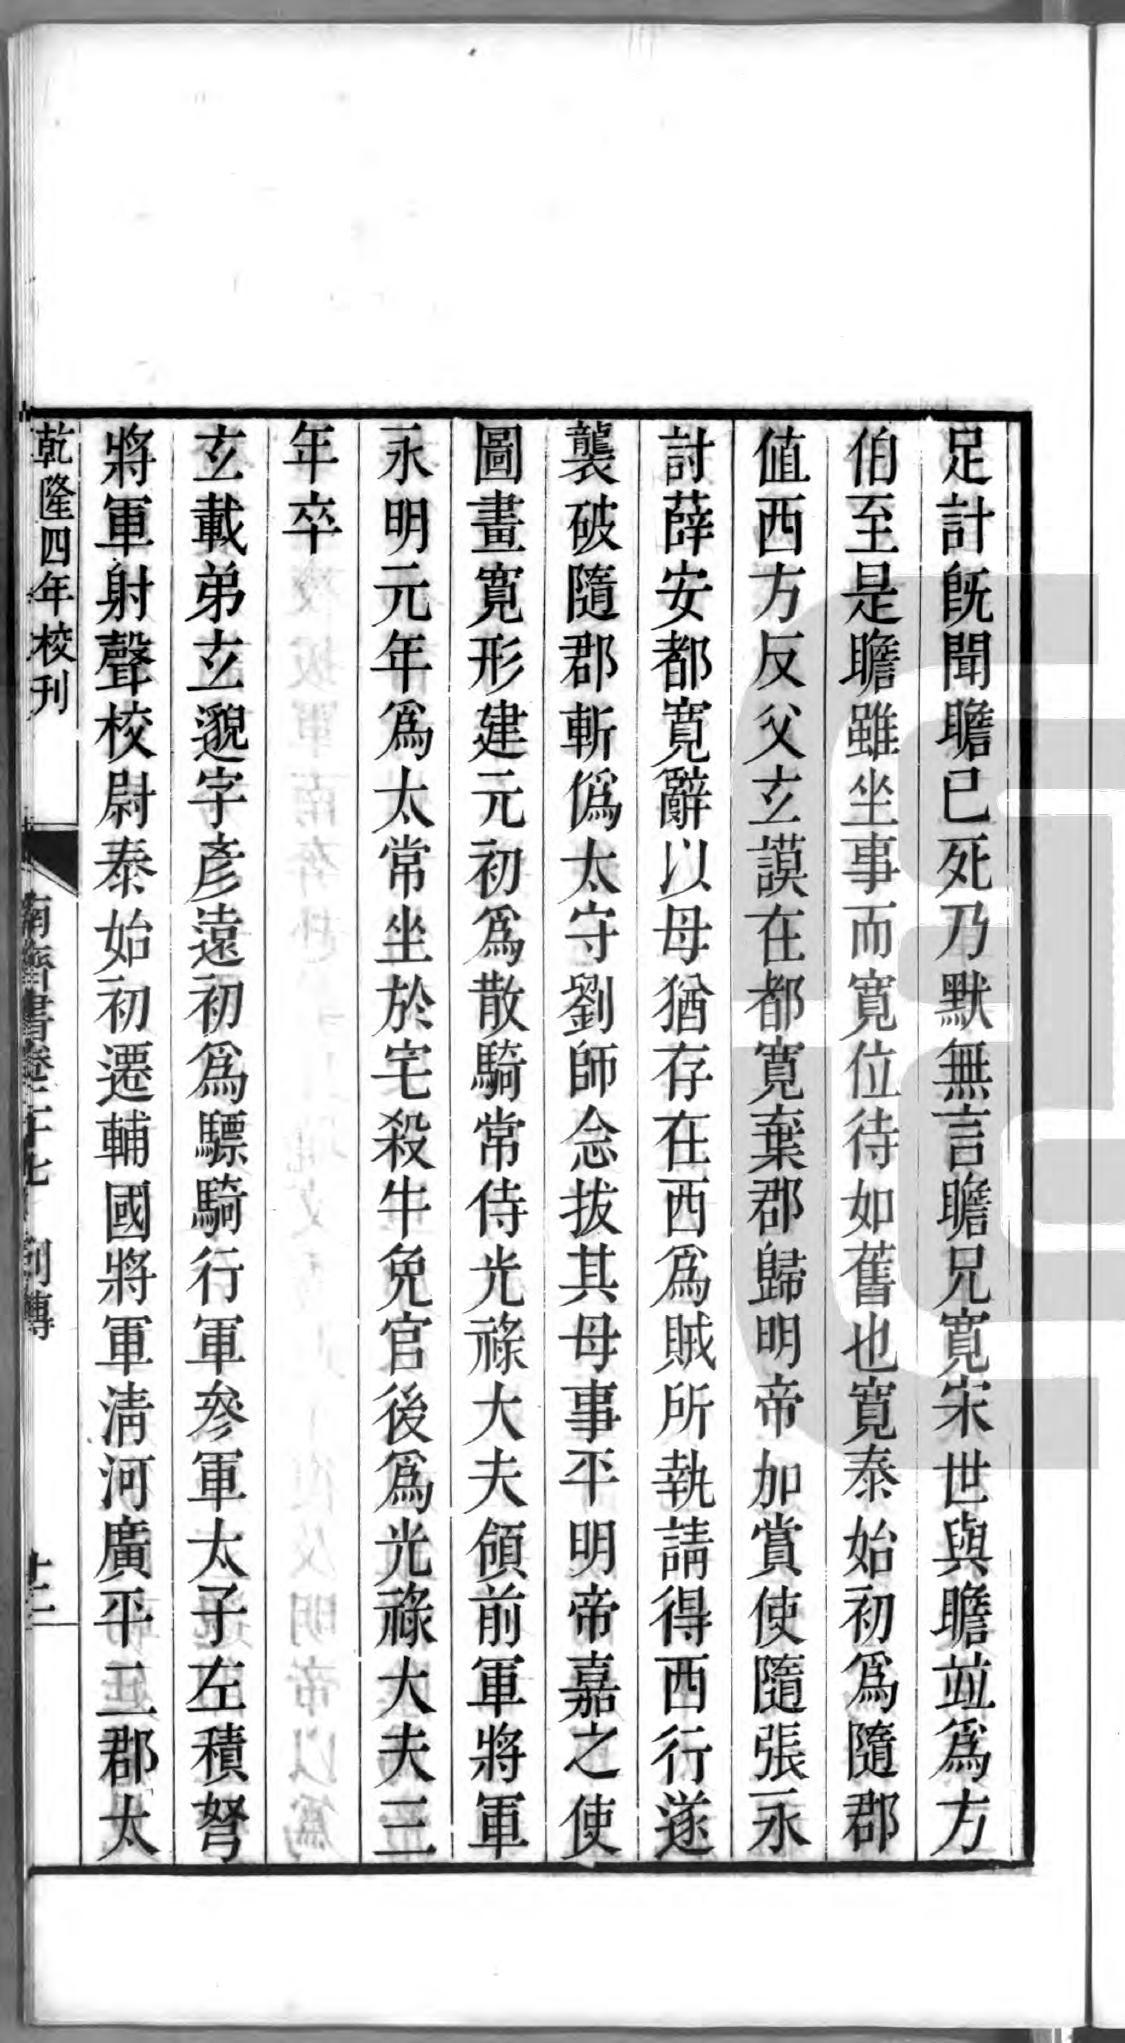 足計旣聞瞻已死乃默無言瞻兄寬宋世與瞻竝爲方
伯至是瞻雖坐事而寬位待如舊也寬泰始初爲隨郡
値西方反父玄謨在都寬棄郡歸明帝加賞使隨張永
討薛安都寬辭以母猶存在西爲賊所執請得西行遂
襲破隨郡斬僞太守劉師念拔其母事平明帝嘉之使
圖畫寬形建元初爲散騎常侍光祿大夫領前軍將軍
永明元年爲太常坐於宅殺牛免官後爲光祿大夫三
年卒
玄載弟玄邈字彥遠初爲驃騎行軍參軍太子左積弩
將軍射聲校尉泰始初遷輔國將軍淸河廣平二郡太
乾隆四年校刊
南齊書卷二十七 列傳
十二